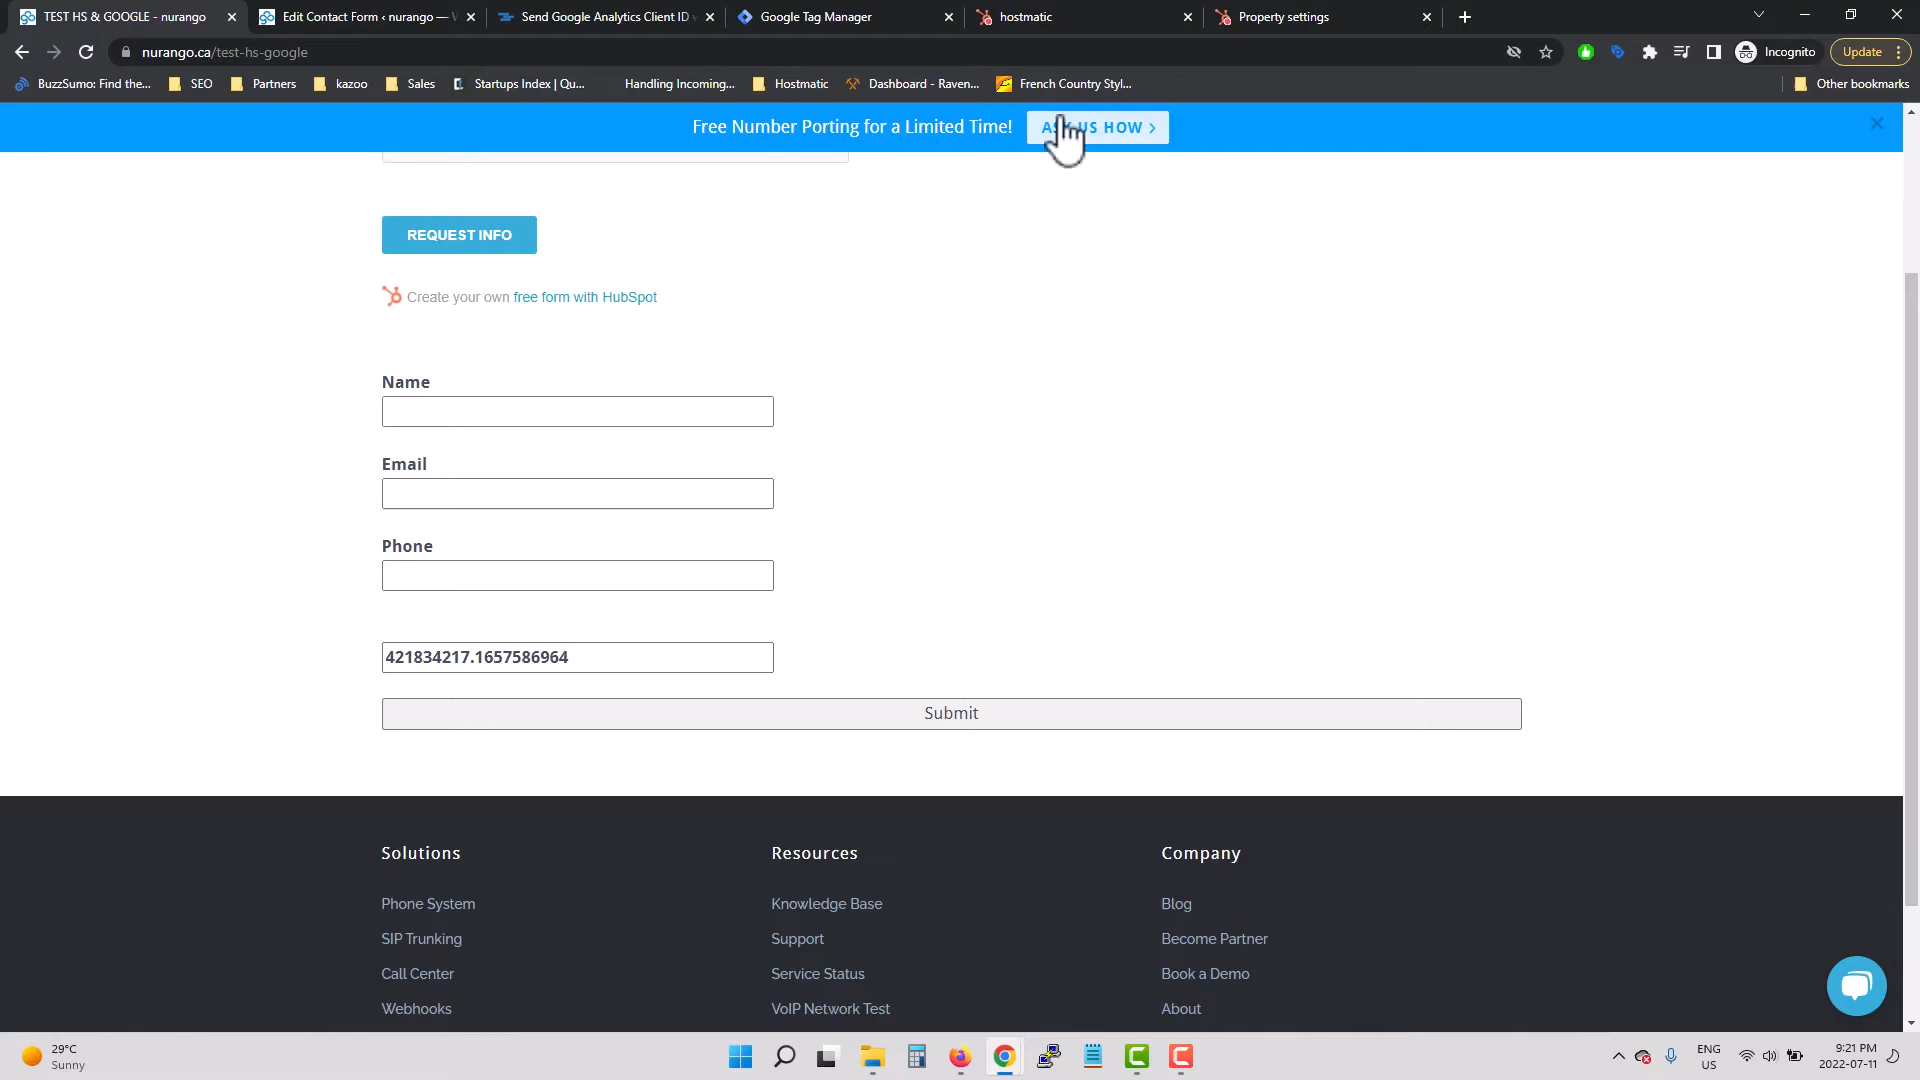 TEST HS & GOOGLE - nurango
Edit Contact Form ‹ nurango —
Send Google Analytics Client ID
Google Tag Manager
hostmatic
Property settings
nurango.ca/test-hs-google
Incognito
Update
BuzzSumo: Find the...
SEO
Partners
kazoo
Sales
Startups Index | Qu...
Handling Incoming...
Hostmatic
Dashboard - Raven...
French Country Styl...
Other bookmarks
Free Number Porting for a Limited Time!
ASK US HOW >
REQUEST INFO
Create your own free form with HubSpot
Name
Email
Phone
421834217.1657586964
Submit
Solutions
Resources
Company
Phone System
Knowledge Base
Blog
SIP Trunking
Support
Become Partner
Call Center
Service Status
Book a Demo
Webhooks
VoIP Network Test
About
29°C
Sunny
ENG
US
9:21 PM
2022-07-11